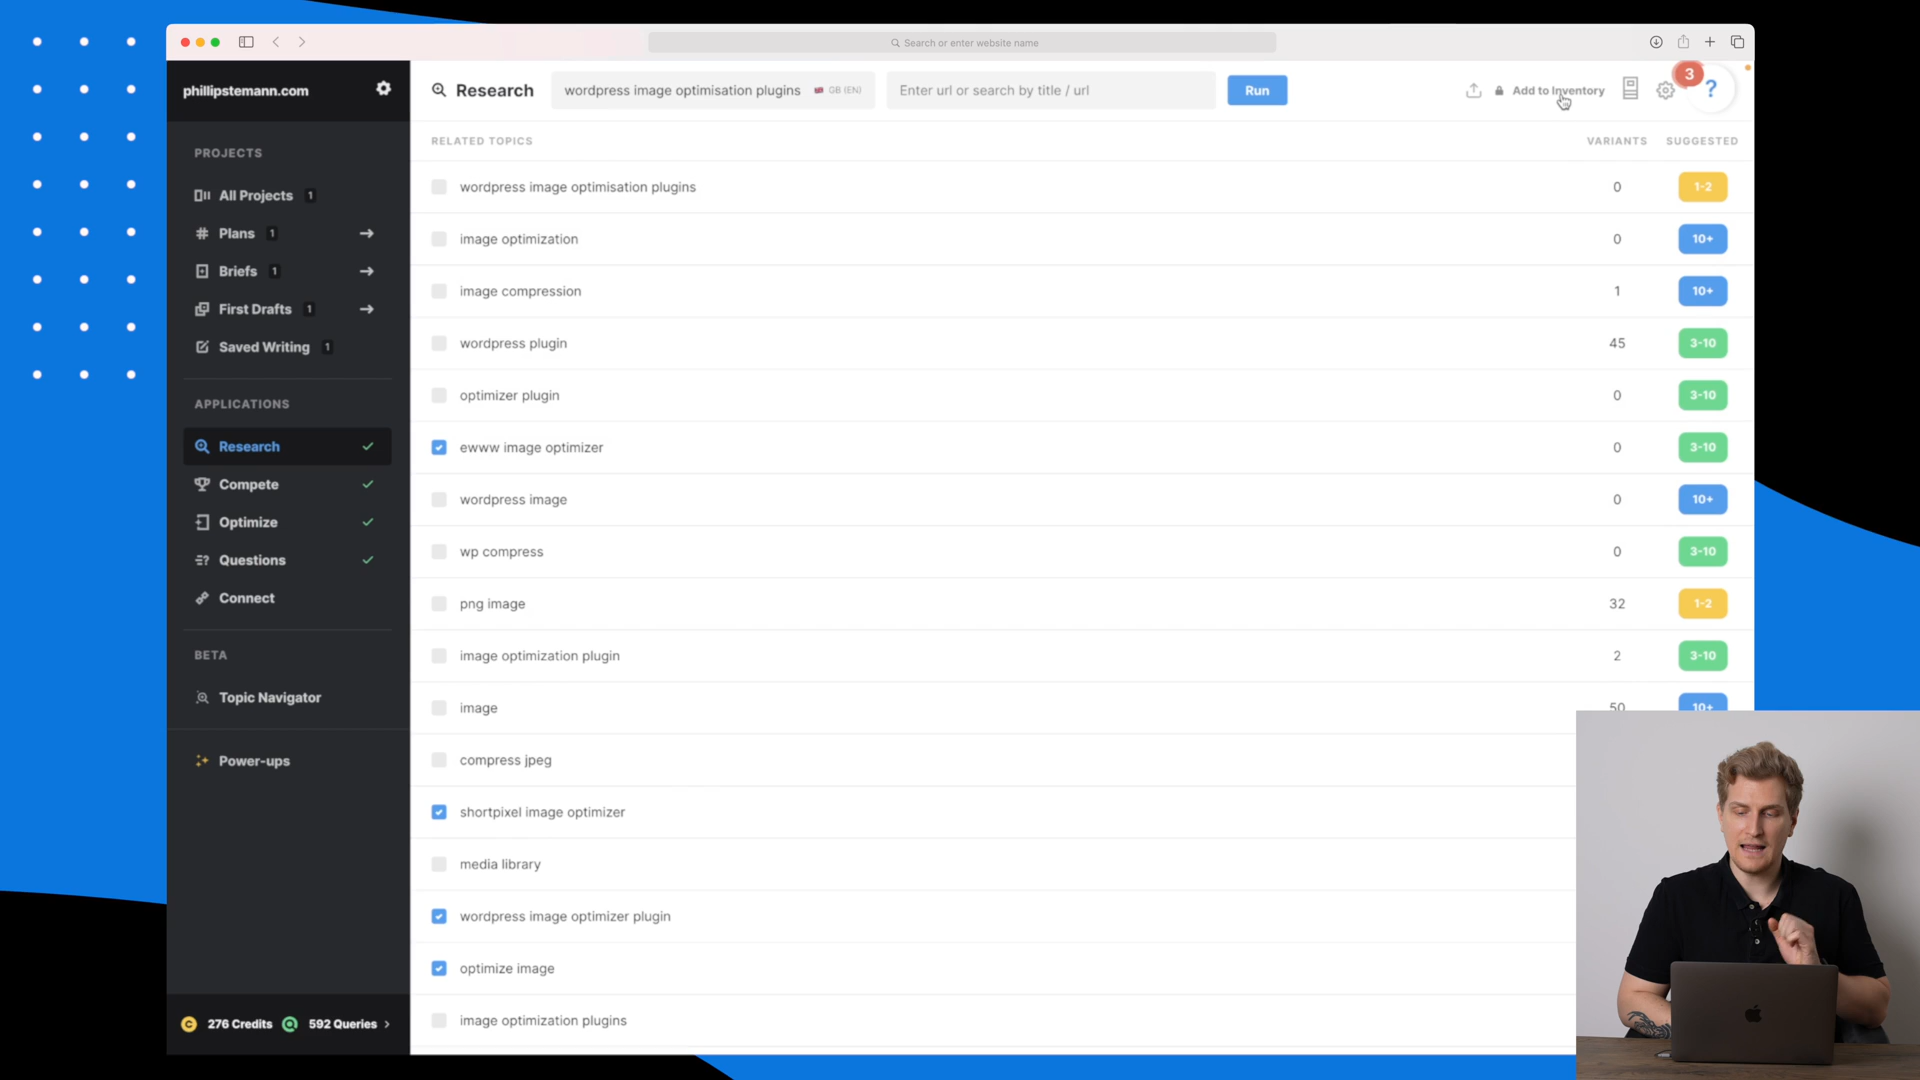 Search or enter website name
phillipstemann.com
Research
wordpress image optimisation plugins GB (EN)
Enter url or search by title / url
Run
Add to Inventory
3
?
PROJECTS
All Projects 1
Plans 1
Briefs 1
First Drafts 1
Saved Writing 1
APPLICATIONS
Research
Compete
Optimize
Questions
Connect
BETA
Topic Navigator
Power-ups
276 Credits
592 Queries
RELATED TOPICS VARIANTS SUGGESTED
wordpress image optimisation plugins 0 1-2
image optimization 0 10+
image compression 1 10+
wordpress plugin 45 3-10
optimizer plugin 0 3-10
ewww image optimizer 0 3-10
wordpress image 0 10+
wp compress 0 3-10
png image 32 1-2
image optimization plugin 2 3-10
image 50 10+
compress jpeg
shortpixel image optimizer
media library
wordpress image optimizer plugin
optimize image
image optimization plugins